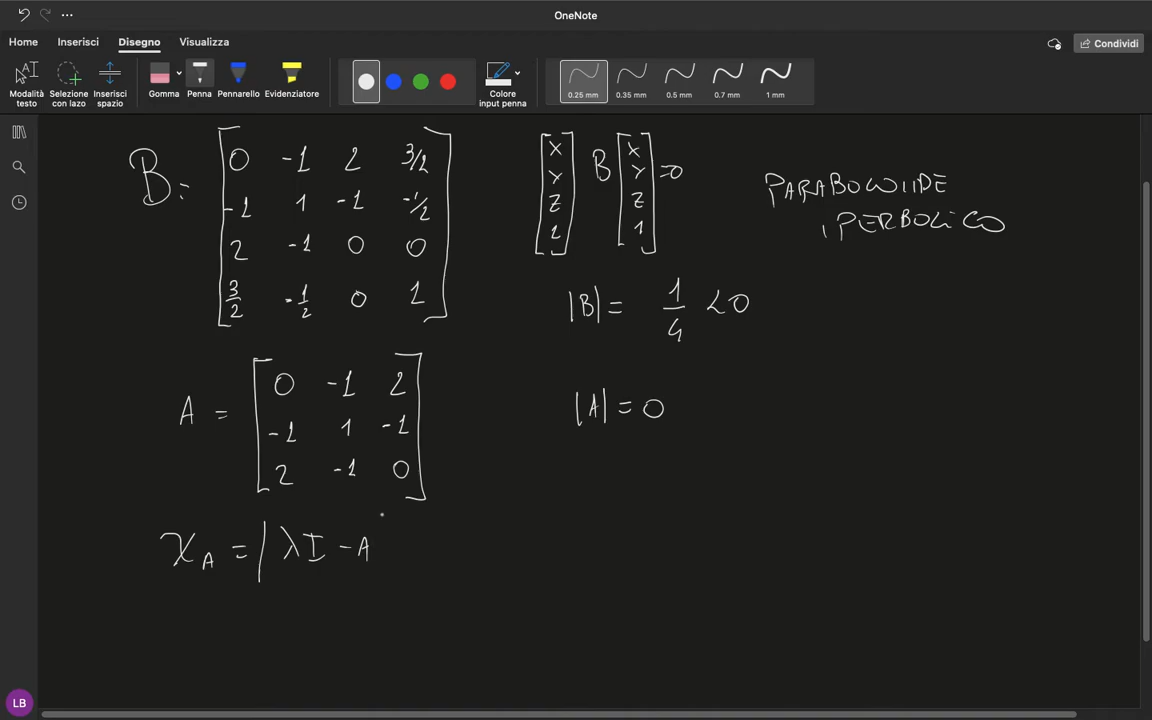 OneNote
Home Inserisci Disegno Visualizza
Condividi
Modalità testo
Selezione con lazo
Inserisci spazio
Gomma
Penna
Pennarello
Evidenziatore
Colore input penna
0.25 mm 0.35 mm 0.5 mm 0.7 mm 1 mm
B= [0 -1 2 3/2
-1 1 -1 -1/2
2 -1 0 0
3/2 -1/2 0 1]
[X Y Z 1] B [X Y Z 1] =0
PARABOLOIDE
IPERBOLICO
|B| = 1/4 <0
A = [0 -1 2
-1 1 -1
2 -1 0]
|A| = 0
χA = | λI -A
LB